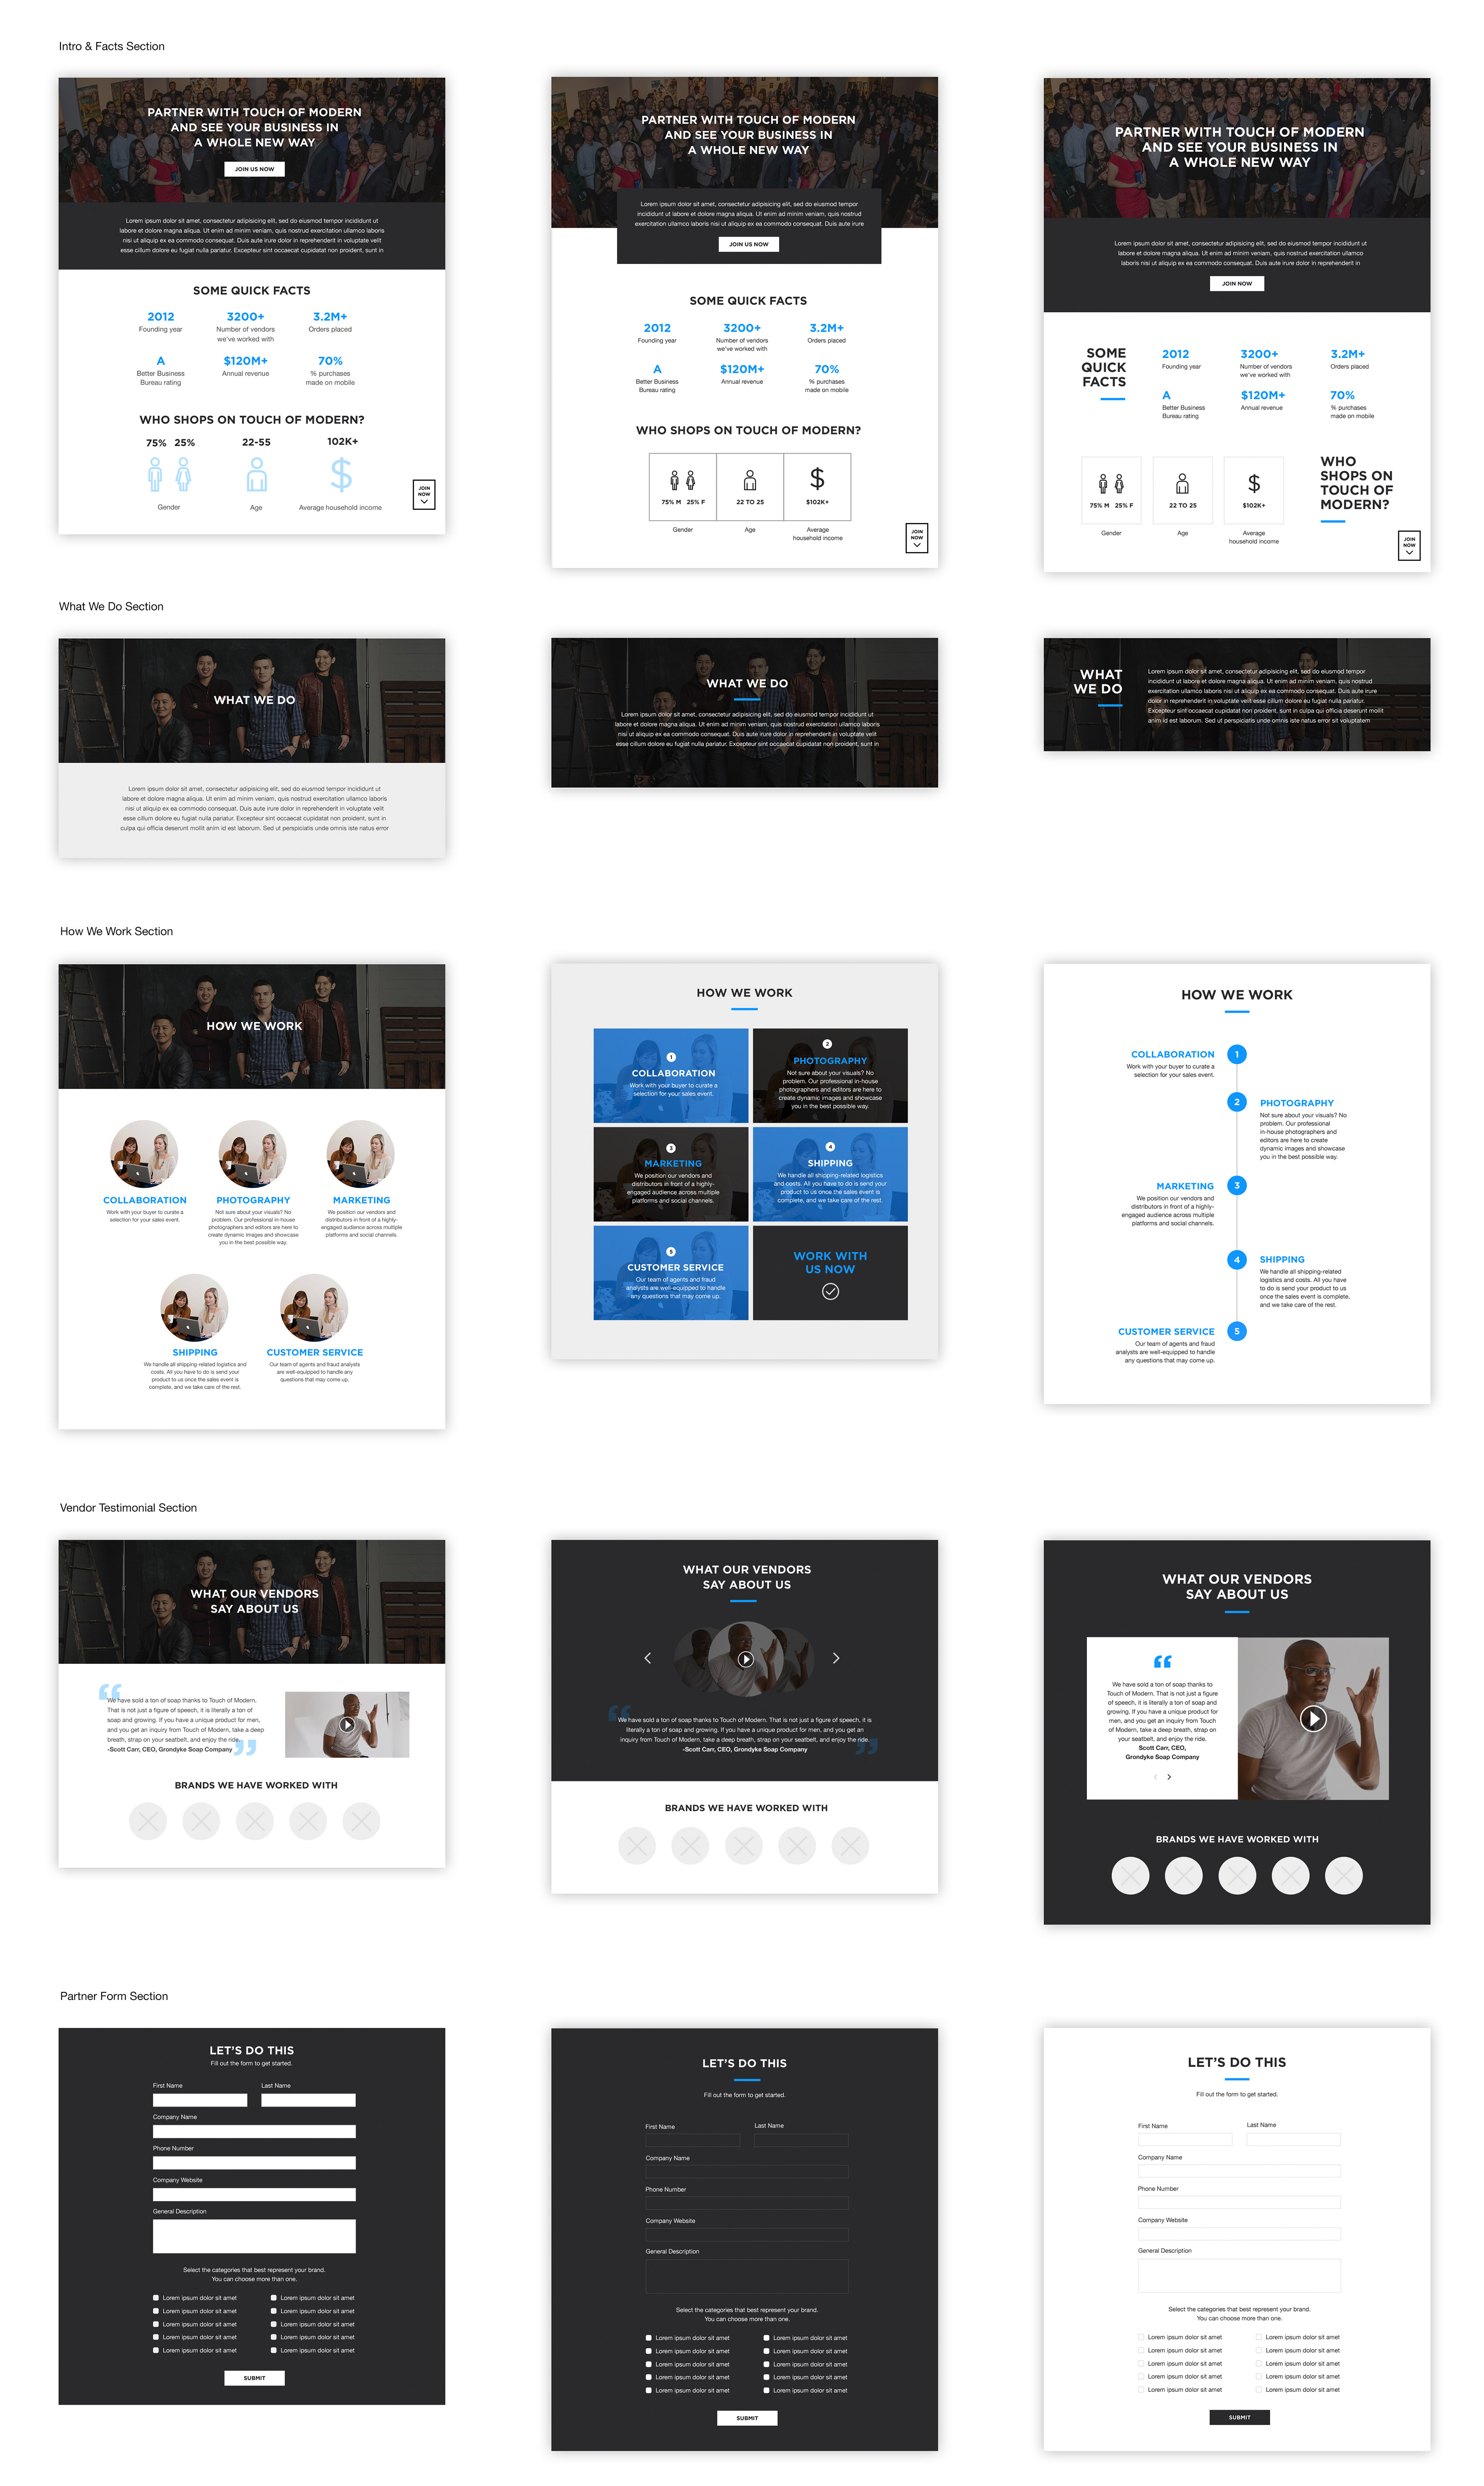 Intro & Facts Section
PARTNER WITH TOUCH OF MODERN
AND SEE YOUR BUSINESS IN
A WHOLE NEW WAY
JOIN US NOW
Lorem ipsum dolor sit amet, consectetur adipisicing elit, sed do eiusmod tempor incididunt ut
labore et dolore magna aliqua. Ut enim ad minim veniam, quis nostrud exercitation ullamco laboris
nisi ut aliquip ex ea commodo consequat. Duis aute irure dolor in reprehenderit in voluptate velit
esse cillum dolore eu fugiat nulla pariatur. Excepteur sint occaecat cupidatat non proident, sunt in
SOME QUICK FACTS
2012 3200+ 3.2M+
Founding year Number of vendors Orders placed
we've worked with
A $120M+ 70%
Better Business Annual revenue % purchases
Bureau rating made on mobile
WHO SHOPS ON TOUCH OF MODERN?
75% 25% 22-55 102K+
Gender Age Average household income
JOIN
NOW
PARTNER WITH TOUCH OF MODERN
AND SEE YOUR BUSINESS IN
A WHOLE NEW WAY
Lorem ipsum dolor sit amet, consectetur adipisicing elit, sed do eiusmod tempor
incididunt ut labore et dolore magna aliqua. Ut enim ad minim veniam, quis nostrud
exercitation ullamco laboris nisi ut aliquip ex ea commodo consequat. Duis aute irure
JOIN US NOW
SOME QUICK FACTS
2012 3200+ 3.2M+
Founding year Number of vendors Orders placed
we've worked with
A $120M+ 70%
Better Business Annual revenue % purchases
Bureau rating made on mobile
WHO SHOPS ON TOUCH OF MODERN?
75% M 25% F 22 TO 25 $102K+
Gender Age Average
household income
JOIN
NOW
PARTNER WITH TOUCH OF MODERN
AND SEE YOUR BUSINESS IN
A WHOLE NEW WAY
Lorem ipsum dolor sit amet, consectetur adipisicing elit, sed do eiusmod tempor incididunt ut
labore et dolore magna aliqua. Ut enim ad minim veniam, quis nostrud exercitation ullamco
laboris nisi ut aliquip ex ea commodo consequat. Duis aute irure dolor in reprehenderit in
JOIN NOW
SOME
QUICK
FACTS
2012 3200+ 3.2M+
Founding year Number of vendors Orders placed
we've worked with
A $120M+ 70%
Better Business Annual revenue % purchases
Bureau rating made on mobile
75% M 25% F 22 TO 25 $102K+
Gender Age Average
household income
WHO
SHOPS ON
TOUCH OF
MODERN?
JOIN
NOW
What We Do Section
WHAT WE DO
Lorem ipsum dolor sit amet, consectetur adipisicing elit, sed do eiusmod tempor incididunt ut
labore et dolore magna aliqua. Ut enim ad minim veniam, quis nostrud exercitation ullamco laboris
nisi ut aliquip ex ea commodo consequat. Duis aute irure dolor in reprehenderit in voluptate velit
esse cillum dolore eu fugiat nulla pariatur. Excepteur sint occaecat cupidatat non proident, sunt in
culpa qui officia deserunt mollit anim id est laborum. Sed ut perspiciatis unde omnis iste natus error
WHAT WE DO
Lorem ipsum dolor sit amet, consectetur adipisicing elit, sed do eiusmod tempor incididunt ut
labore et dolore magna aliqua. Ut enim ad minim veniam, quis nostrud exercitation ullamco laboris
nisi ut aliquip ex ea commodo consequat. Duis aute irure dolor in reprehenderit in voluptate velit
esse cillum dolore eu fugiat nulla pariatur. Excepteur sint occaecat cupidatat non proident, sunt in
WHAT
WE DO
Lorem ipsum dolor sit amet, consectetur adipisicing elit, sed do eiusmod tempor
incididunt ut labore et dolore magna aliqua. Ut enim ad minim veniam, quis nostrud
exercitation ullamco laboris nisi ut aliquip ex ea commodo consequat. Duis aute irure
dolor in reprehenderit in voluptate velit esse cillum dolore eu fugiat nulla pariatur.
Excepteur sint occaecat cupidatat non proident, sunt in culpa qui officia deserunt mollit
anim id est laborum. Sed ut perspiciatis unde omnis iste natus error sit voluptatem
How We Work Section
HOW WE WORK
COLLABORATION
Work with your buyer to curate a
selection for your sales event.
PHOTOGRAPHY
Not sure about your visuals? No
problem. Our professional in-house
photographers and editors are here to
create dynamic images and showcase
you in the best possible way.
MARKETING
We position our vendors and
distributors in front of a highly-
engaged audience across multiple
platforms and social channels.
SHIPPING
We handle all shipping-related logistics and
costs. All you have to do is send your
product to us once the sales event is
complete, and we take care of the rest.
CUSTOMER SERVICE
Our team of agents and fraud analysts
are well-equipped to handle any
questions that may come up.
HOW WE WORK
1
COLLABORATION
Work with your buyer to curate a
selection for your sales event.
2
PHOTOGRAPHY
Not sure about your visuals? No
problem. Our professional in-house
photographers and editors are here to
create dynamic images and showcase
you in the best possible way.
3
MARKETING
We position our vendors and
distributors in front of a highly-
engaged audience across multiple
platforms and social channels.
4
SHIPPING
We handle all shipping-related logistics
and costs. All you have to do is send your
product to us once the sales event is
complete, and we take care of the rest.
5
CUSTOMER SERVICE
Our team of agents and fraud
analysts are well-equipped to handle
any questions that may come up.
WORK WITH
US NOW
HOW WE WORK
COLLABORATION 1
Work with your buyer to curate a
selection for your sales event.
2 PHOTOGRAPHY
Not sure about your visuals? No
problem. Our professional
in-house photographers and
editors are here to create
dynamic images and showcase
you in the best possible way.
MARKETING 3
We position our vendors and
distributors in front of a highly-
engaged audience across multiple
platforms and social channels.
4 SHIPPING
We handle all shipping-related
logistics and costs. All you have
to do is send your product to us
once the sales event is complete,
and we take care of the rest.
CUSTOMER SERVICE 5
Our team of agents and fraud
analysts are well-equipped to handle
any questions that may come up.
Vendor Testimonial Section
WHAT OUR VENDORS
SAY ABOUT US
“
We have sold a ton of soap thanks to Touch of Modern.
That is not just a figure of speech, it is literally a ton of
soap and growing. If you have a unique product for men,
and you get an inquiry from Touch of Modern, take a deep
breath, strap on your seatbelt, and enjoy the ride.
-Scott Carr, CEO, Grondyke Soap Company ”
BRANDS WE HAVE WORKED WITH
WHAT OUR VENDORS
SAY ABOUT US
“
We have sold a ton of soap thanks to Touch of Modern. That is not just a figure of speech, it is
literally a ton of soap and growing. If you have a unique product for men, and you get an
inquiry from Touch of Modern, take a deep breath, strap on your seatbelt, and enjoy the ride.
-Scott Carr, CEO, Grondyke Soap Company ”
BRANDS WE HAVE WORKED WITH
WHAT OUR VENDORS
SAY ABOUT US
“
We have sold a ton of soap thanks to
Touch of Modern. That is not just a figure
of speech, it is literally a ton of soap and
growing. If you have a unique product for
men, and you get an inquiry from Touch
of Modern, take a deep breath, strap on
your seatbelt, and enjoy the ride.
Scott Carr, CEO,
Grondyke Soap Company
BRANDS WE HAVE WORKED WITH
Partner Form Section
LET'S DO THIS
Fill out the form to get started.
First Name Last Name
Company Name
Phone Number
Company Website
General Description
Select the categories that best represent your brand.
You can choose more than one.
Lorem ipsum dolor sit amet Lorem ipsum dolor sit amet
Lorem ipsum dolor sit amet Lorem ipsum dolor sit amet
Lorem ipsum dolor sit amet Lorem ipsum dolor sit amet
Lorem ipsum dolor sit amet Lorem ipsum dolor sit amet
Lorem ipsum dolor sit amet Lorem ipsum dolor sit amet
SUBMIT
LET'S DO THIS
Fill out the form to get started.
First Name Last Name
Company Name
Phone Number
Company Website
General Description
Select the categories that best represent your brand.
You can choose more than one.
Lorem ipsum dolor sit amet Lorem ipsum dolor sit amet
Lorem ipsum dolor sit amet Lorem ipsum dolor sit amet
Lorem ipsum dolor sit amet Lorem ipsum dolor sit amet
Lorem ipsum dolor sit amet Lorem ipsum dolor sit amet
Lorem ipsum dolor sit amet Lorem ipsum dolor sit amet
SUBMIT
LET'S DO THIS
Fill out the form to get started.
First Name Last Name
Company Name
Phone Number
Company Website
General Description
Select the categories that best represent your brand.
You can choose more than one.
Lorem ipsum dolor sit amet Lorem ipsum dolor sit amet
Lorem ipsum dolor sit amet Lorem ipsum dolor sit amet
Lorem ipsum dolor sit amet Lorem ipsum dolor sit amet
Lorem ipsum dolor sit amet Lorem ipsum dolor sit amet
Lorem ipsum dolor sit amet Lorem ipsum dolor sit amet
SUBMIT